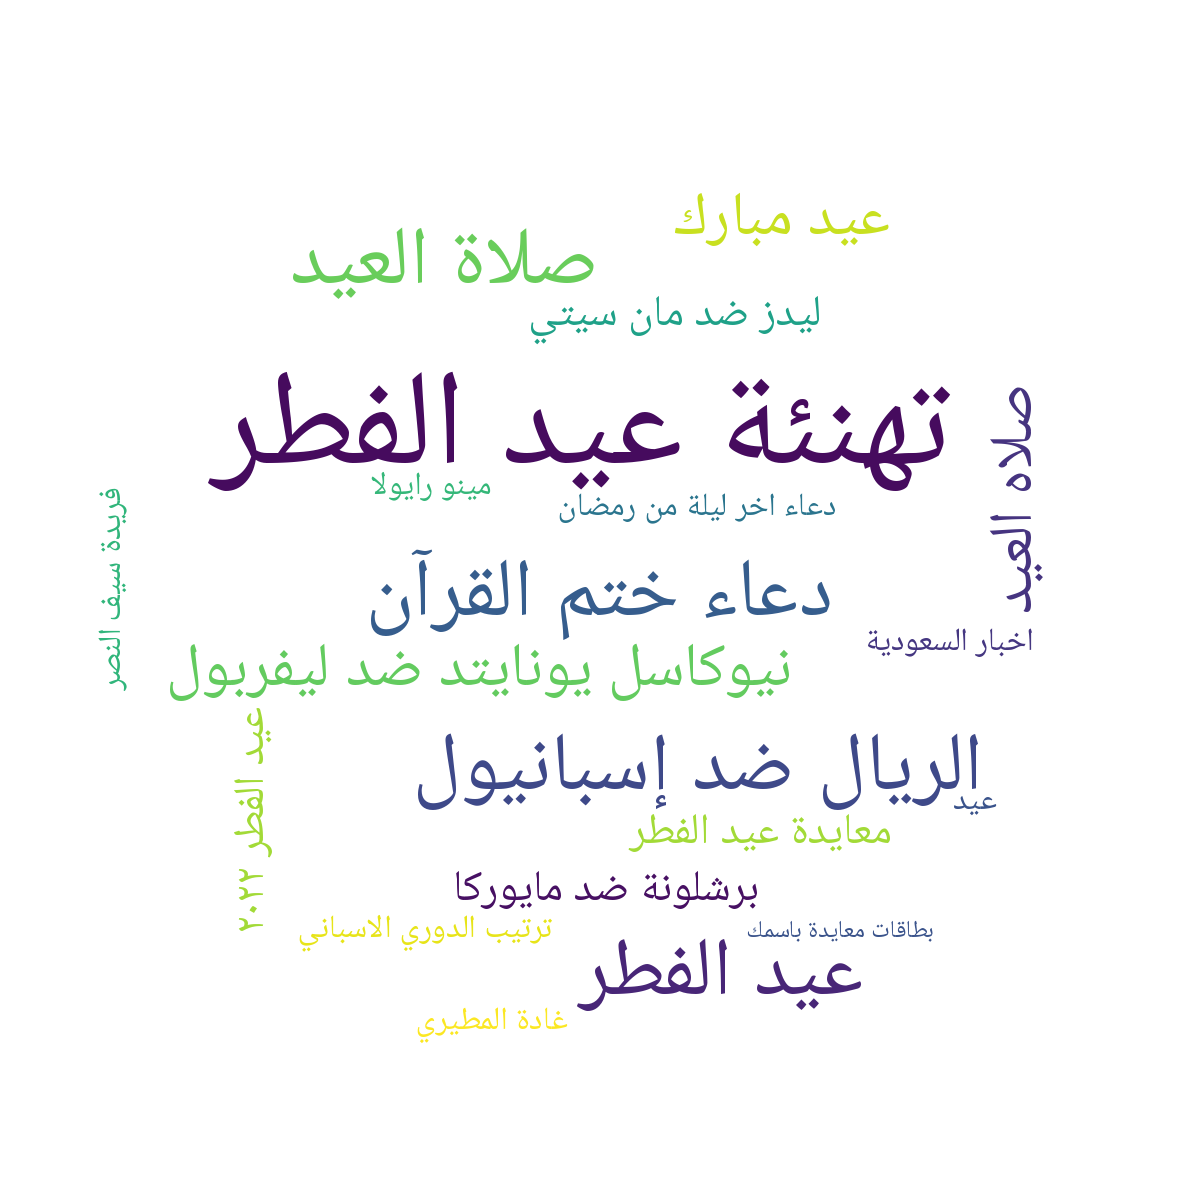 عيد مبارك
صلاة العيد
ليدز ضد مان سيتي
تهنئة عيد الفطر
صلاه العيد
مينو رايولا
دعاء اخر ليلة من رمضان
فريدة سيف النصر
دعاء ختم القرآن
اخبار السعودية
نيوكاسل يونايتد ضد ليفربول
عيد الفطر ٢٠٢٢
الريال ضد إسبانيول
عيد
معايدة عيد الفطر
برشلونة ضد مايوركا
بطاقات معايدة باسمك
ترتيب الدوري الاسباني
عيد الفطر
غادة المطيري